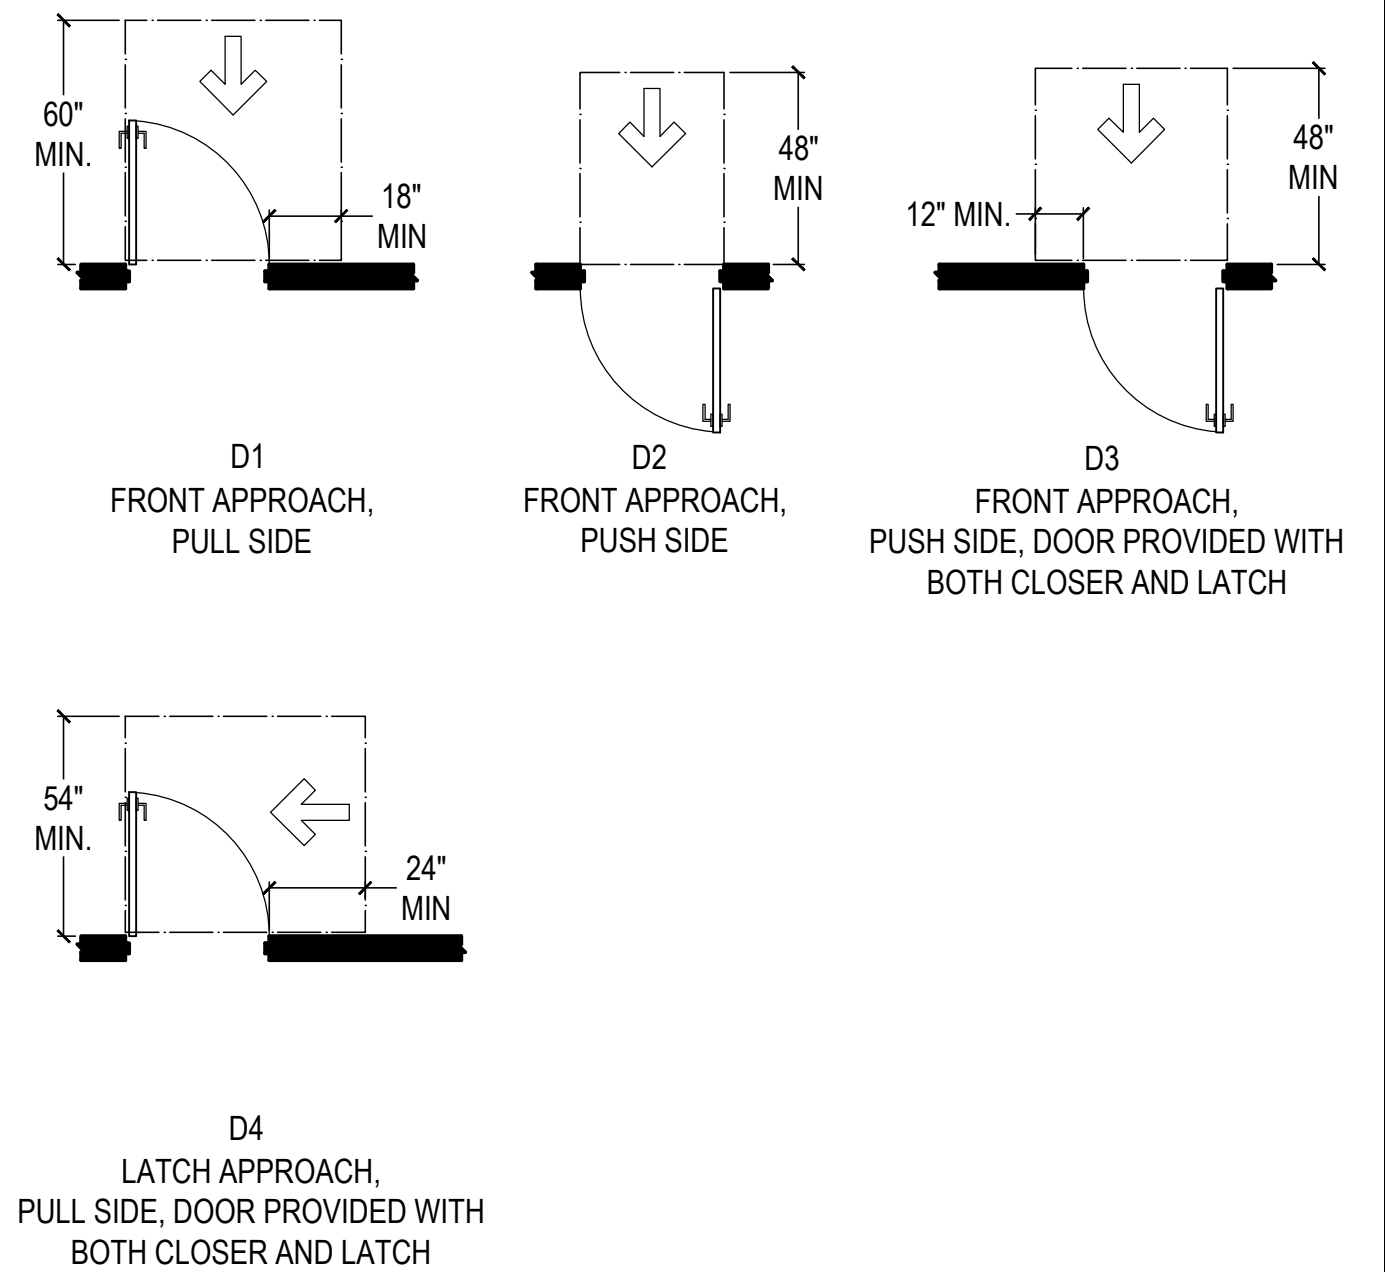 60"
MIN.
18"
MIN
D1
FRONT APPROACH,
PULL SIDE
48"
MIN
D2
FRONT APPROACH,
PUSH SIDE
12" MIN.
48"
MIN
D3
FRONT APPROACH,
PUSH SIDE, DOOR PROVIDED WITH
BOTH CLOSER AND LATCH
54"
MIN.
24"
MIN
D4
LATCH APPROACH,
PULL SIDE, DOOR PROVIDED WITH
BOTH CLOSER AND LATCH